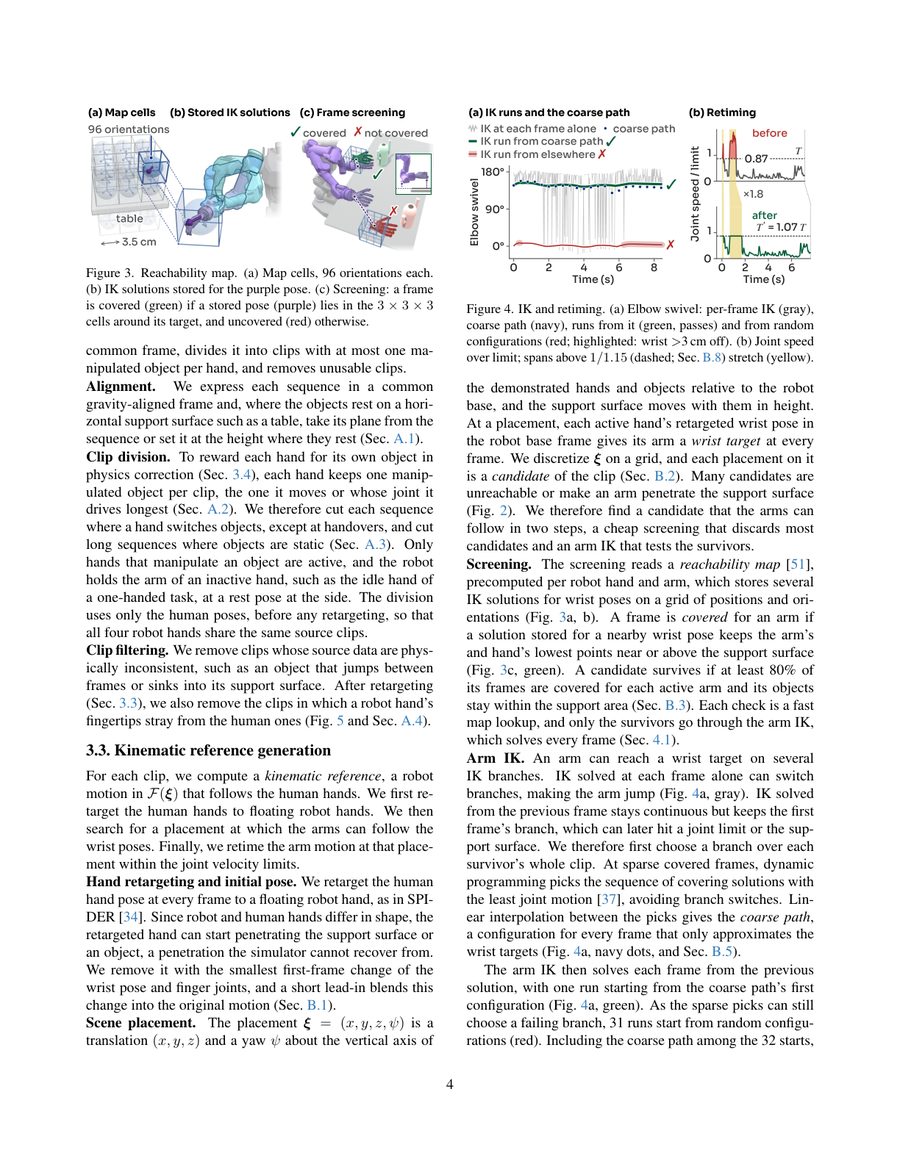 (a) Map cells (b) Stored IK solutions (c) Frame screening
96 orientations
✓ covered ✗ not covered
table
3.5 cm
Figure 3. Reachability map. (a) Map cells, 96 orientations each.
(b) IK solutions stored for the purple pose. (c) Screening: a frame
is covered (green) if a stored pose (purple) lies in the 3 × 3 × 3
cells around its target, and uncovered (red) otherwise.
common frame, divides it into clips with at most one ma-
nipulated object per hand, and removes unusable clips.
Alignment. We express each sequence in a common
gravity-aligned frame and, where the objects rest on a hori-
zontal support surface such as a table, take its plane from the
sequence or set it at the height where they rest (Sec. A.1).
Clip division. To reward each hand for its own object in
physics correction (Sec. 3.4), each hand keeps one manip-
ulated object per clip, the one it moves or whose joint it
drives longest (Sec. A.2). We therefore cut each sequence
where a hand switches objects, except at handovers, and cut
long sequences where objects are static (Sec. A.3). Only
hands that manipulate an object are active, and the robot
holds the arm of an inactive hand, such as the idle hand of
a one-handed task, at a rest pose at the side. The division
uses only the human poses, before any retargeting, so that
all four robot hands share the same source clips.
Clip filtering. We remove clips whose source data are phys-
ically inconsistent, such as an object that jumps between
frames or sinks into its support surface. After retargeting
(Sec. 3.3), we also remove the clips in which a robot hand's
fingertips stray from the human ones (Fig. 5 and Sec. A.4).
3.3. Kinematic reference generation
For each clip, we compute a kinematic reference, a robot
motion in F(ξ) that follows the human hands. We first re-
target the human hands to floating robot hands. We then
search for a placement at which the arms can follow the
wrist poses. Finally, we retime the arm motion at that place-
ment within the joint velocity limits.
Hand retargeting and initial pose. We retarget the human
hand pose at every frame to a floating robot hand, as in SPI-
DER [34]. Since robot and human hands differ in shape, the
retargeted hand can start penetrating the support surface or
an object, a penetration the simulator cannot recover from.
We remove it with the smallest first-frame change of the
wrist pose and finger joints, and a short lead-in blends this
change into the original motion (Sec. B.1).
Scene placement. The placement ξ = (x, y, z, ψ) is a
translation (x, y, z) and a yaw ψ about the vertical axis of
(a) IK runs and the coarse path (b) Retiming
IK at each frame alone • coarse path
IK run from coarse path ✓
IK run from elsewhere ✗
Elbow swivel
180°
90°
0°
✓
✗
0 2 4 6 8
Time (s)
Joint speed / limit
before
1
0.87
T
0
×1.8
after
T′ = 1.07 T
1
0
0 2 4 6
Time (s)
Figure 4. IK and retiming. (a) Elbow swivel: per-frame IK (gray),
coarse path (navy), runs from it (green, passes) and from random
configurations (red; highlighted: wrist >3 cm off). (b) Joint speed
over limit; spans above 1/1.15 (dashed; Sec. B.8) stretch (yellow).
the demonstrated hands and objects relative to the robot
base, and the support surface moves with them in height.
At a placement, each active hand's retargeted wrist pose in
the robot base frame gives its arm a wrist target at every
frame. We discretize ξ on a grid, and each placement on it
is a candidate of the clip (Sec. B.2). Many candidates are
unreachable or make an arm penetrate the support surface
(Fig. 2). We therefore find a candidate that the arms can
follow in two steps, a cheap screening that discards most
candidates and an arm IK that tests the survivors.
Screening. The screening reads a reachability map [51],
precomputed per robot hand and arm, which stores several
IK solutions for wrist poses on a grid of positions and ori-
entations (Fig. 3a, b). A frame is covered for an arm if
a solution stored for a nearby wrist pose keeps the arm's
and hand's lowest points near or above the support surface
(Fig. 3c, green). A candidate survives if at least 80% of
its frames are covered for each active arm and its objects
stay within the support area (Sec. B.3). Each check is a fast
map lookup, and only the survivors go through the arm IK,
which solves every frame (Sec. 4.1).
Arm IK. An arm can reach a wrist target on several
IK branches. IK solved at each frame alone can switch
branches, making the arm jump (Fig. 4a, gray). IK solved
from the previous frame stays continuous but keeps the first
frame's branch, which can later hit a joint limit or the sup-
port surface. We therefore first choose a branch over each
survivor's whole clip. At sparse covered frames, dynamic
programming picks the sequence of covering solutions with
the least joint motion [37], avoiding branch switches. Lin-
ear interpolation between the picks gives the coarse path,
a configuration for every frame that only approximates the
wrist targets (Fig. 4a, navy dots, and Sec. B.5).
The arm IK then solves each frame from the previous
solution, with one run starting from the coarse path's first
configuration (Fig. 4a, green). As the sparse picks can still
choose a failing branch, 31 runs start from random configu-
rations (red). Including the coarse path among the 32 starts,
4